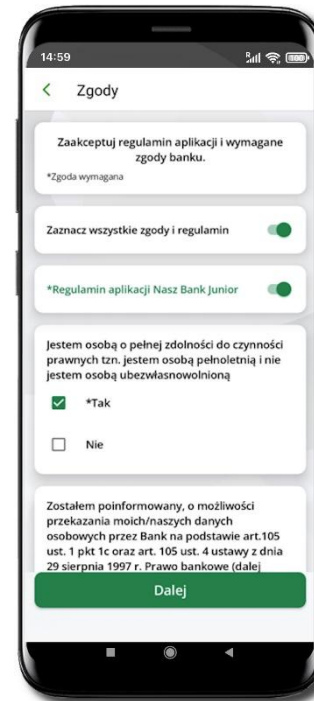 14:59
Zgody
Zaakceptuj regulamin aplikacji i wymagane
zgody banku.
*Zgoda wymagana
Zaznacz wszystkie zgody i regulamin
*Regulamin aplikacji Nasz Bank Junior
Jestem osobą o pełnej zdolności do czynności
prawnych tzn. jestem osobą pełnoletnią i nie
jestem osobą ubezwłasnowolnioną
*Tak
Nie
Zostałem poinformowany, o możliwości
przekazania moich/naszych danych
osobowych przez Bank na podstawie art.105
ust. 1 pkt 1c oraz art. 105 ust. 4 ustawy z dnia
29 sierpnia 1997 r. Prawo bankowe (dalej
Dalej